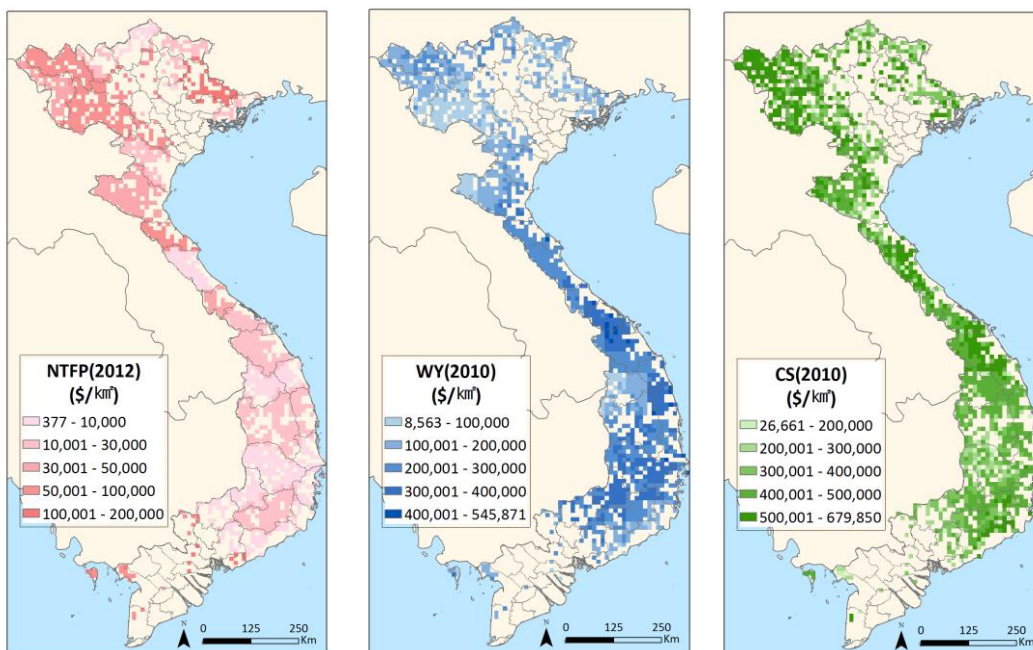 NTFP(2012)
($/㎢)
377 - 10,000
10,001 - 30,000
30,001 - 50,000
50,001 - 100,000
100,001 - 200,000
N
0 125 250
Km
WY(2010)
($/㎢)
8,563 - 100,000
100,001 - 200,000
200,001 - 300,000
300,001 - 400,000
400,001 - 545,871
N
0 125 250
Km
CS(2010)
($/㎢)
26,661 - 200,000
200,001 - 300,000
300,001 - 400,000
400,001 - 500,000
500,001 - 679,850
N
0 125 250
Km